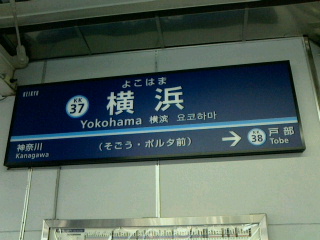 KEIKYU
よこはま
KK
37
横浜
Yokohama 横滨 요코하마
神奈川
Kanagawa
(そごう・ポルタ前)
→ KK
38
戸部
Tobe